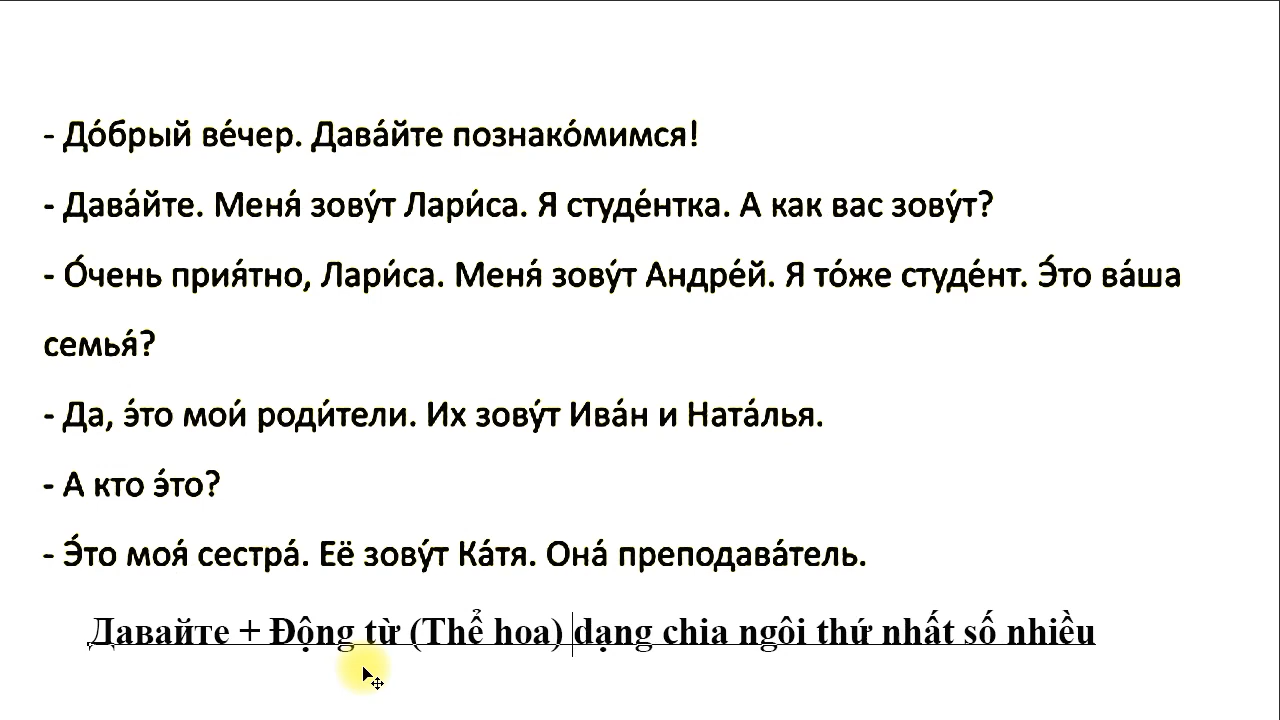 - До́брый ве́чер. Дава́йте познако́мимся!
- Дава́йте. Меня́ зову́т Лари́са. Я студе́нтка. А как вас зову́т?
- О́чень прия́тно, Лари́са. Меня́ зову́т Андре́й. Я то́же студе́нт. Э́то ва́ша
семья́?
- Да, э́то мои́ роди́тели. Их зову́т Ива́н и Ната́лья.
- А кто э́то?
- Э́то моя́ сестра́. Её зову́т Ка́тя. Она́ преподава́тель.
Давайте + Động từ (Thể hoa) dạng chia ngôi thứ nhất số nhiều